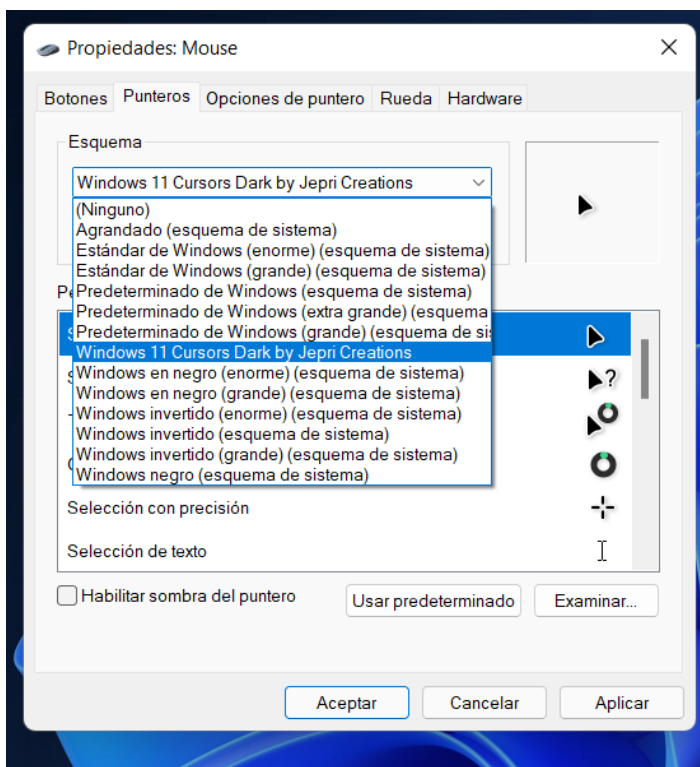 Propiedades: Mouse
Botones Punteros Opciones de puntero Rueda Hardware
Esquema
Windows 11 Cursors Dark by Jepri Creations
(Ninguno)
Agrandado (esquema de sistema)
Estándar de Windows (enorme) (esquema de sistema)
Estándar de Windows (grande) (esquema de sistema)
Predeterminado de Windows (esquema de sistema)
Predeterminado de Windows (extra grande) (esquema
Predeterminado de Windows (grande) (esquema de si
Windows 11 Cursors Dark by Jepri Creations
Windows en negro (enorme) (esquema de sistema)
Windows en negro (grande) (esquema de sistema)
Windows invertido (enorme) (esquema de sistema)
Windows invertido (esquema de sistema)
Windows invertido (grande) (esquema de sistema)
Windows negro (esquema de sistema)
Selección con precisión
Selección de texto
Habilitar sombra del puntero
Usar predeterminado
Examinar...
Aceptar Cancelar Aplicar